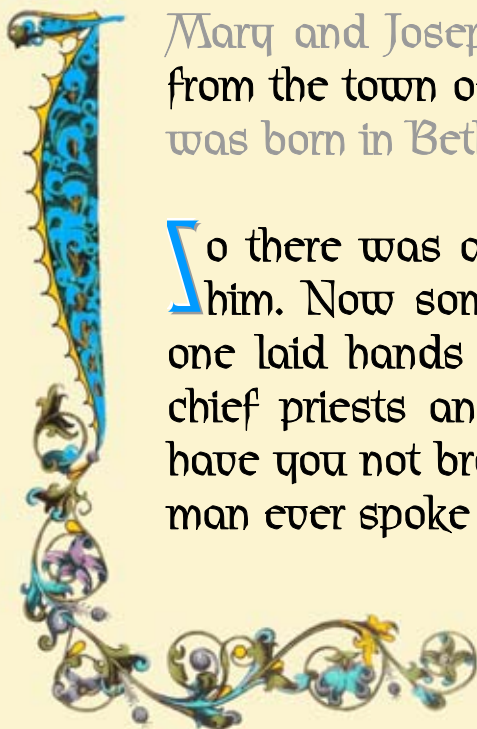 Mary and Josep
from the town o
was born in Bet
So there was a
him. Now som
one laid hands
chief priests an
have you not bro
man ever spoke